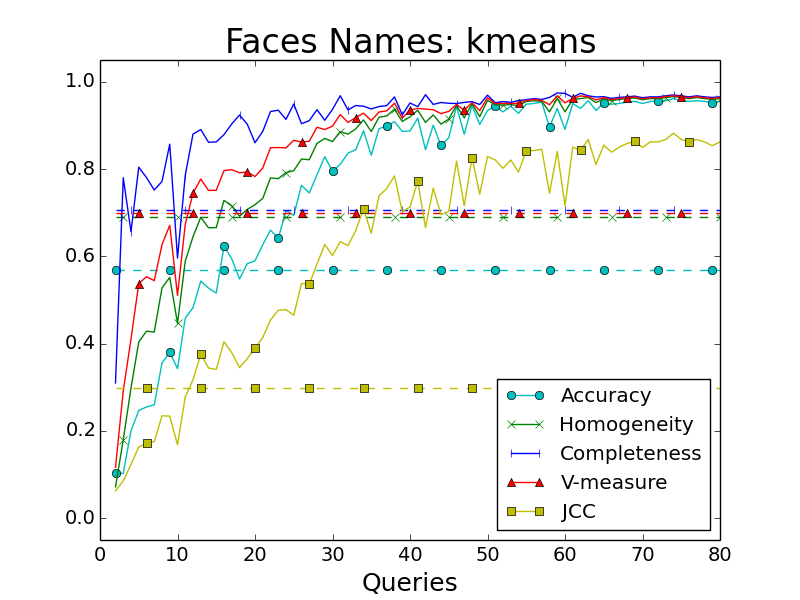 Faces Names: kmeans
1.0
0.8
0.6
0.4
0.2
0.0
0 10 20 30 40 50 60 70 80
Queries
Accuracy
Homogeneity
Completeness
V-measure
JCC